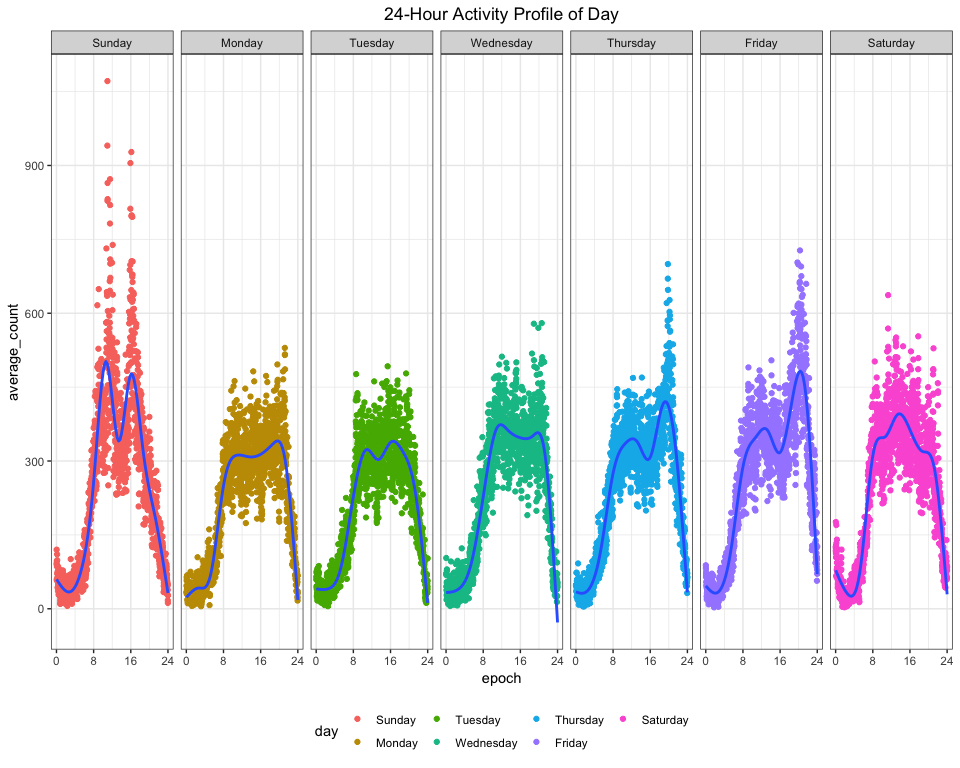 24-Hour Activity Profile of Day
Sunday Monday Tuesday Wednesday Thursday Friday Saturday
900
600
300
0
average_count
0 8 16 24 0 8 16 24 0 8 16 24 0 8 16 24 0 8 16 24 0 8 16 24 0 8 16 24
epoch
day
Sunday Tuesday Thursday Saturday
Monday Wednesday Friday